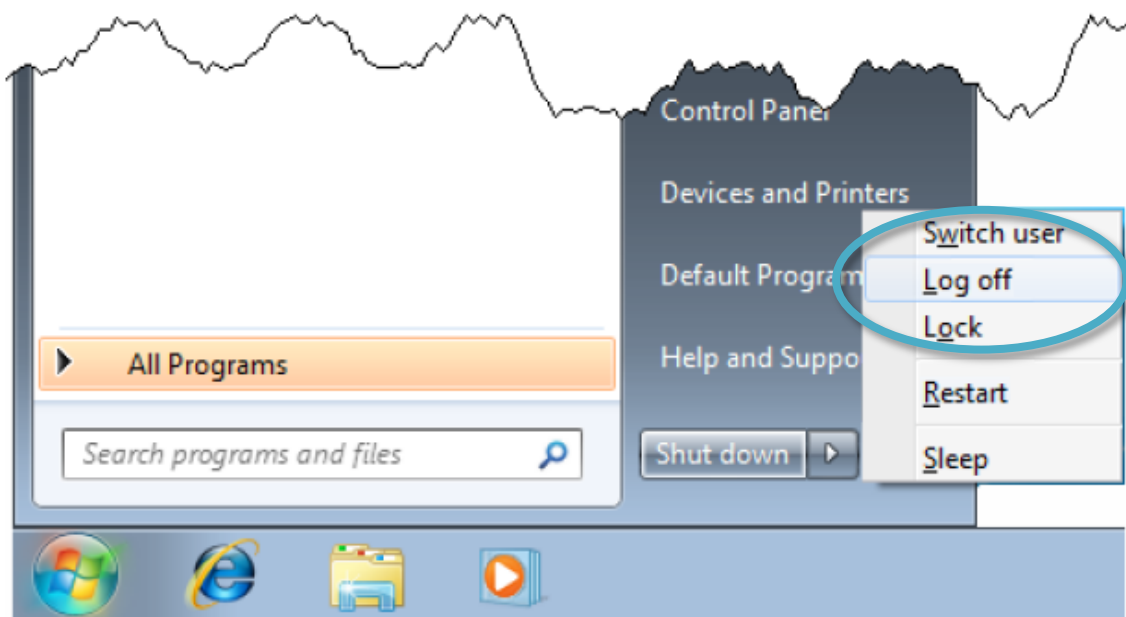 Control Panel
Devices and Printers
Switch user
Default Program
Log off
Lock
All Programs
Help and Suppo
Restart
Search programs and files
Shut down
Sleep